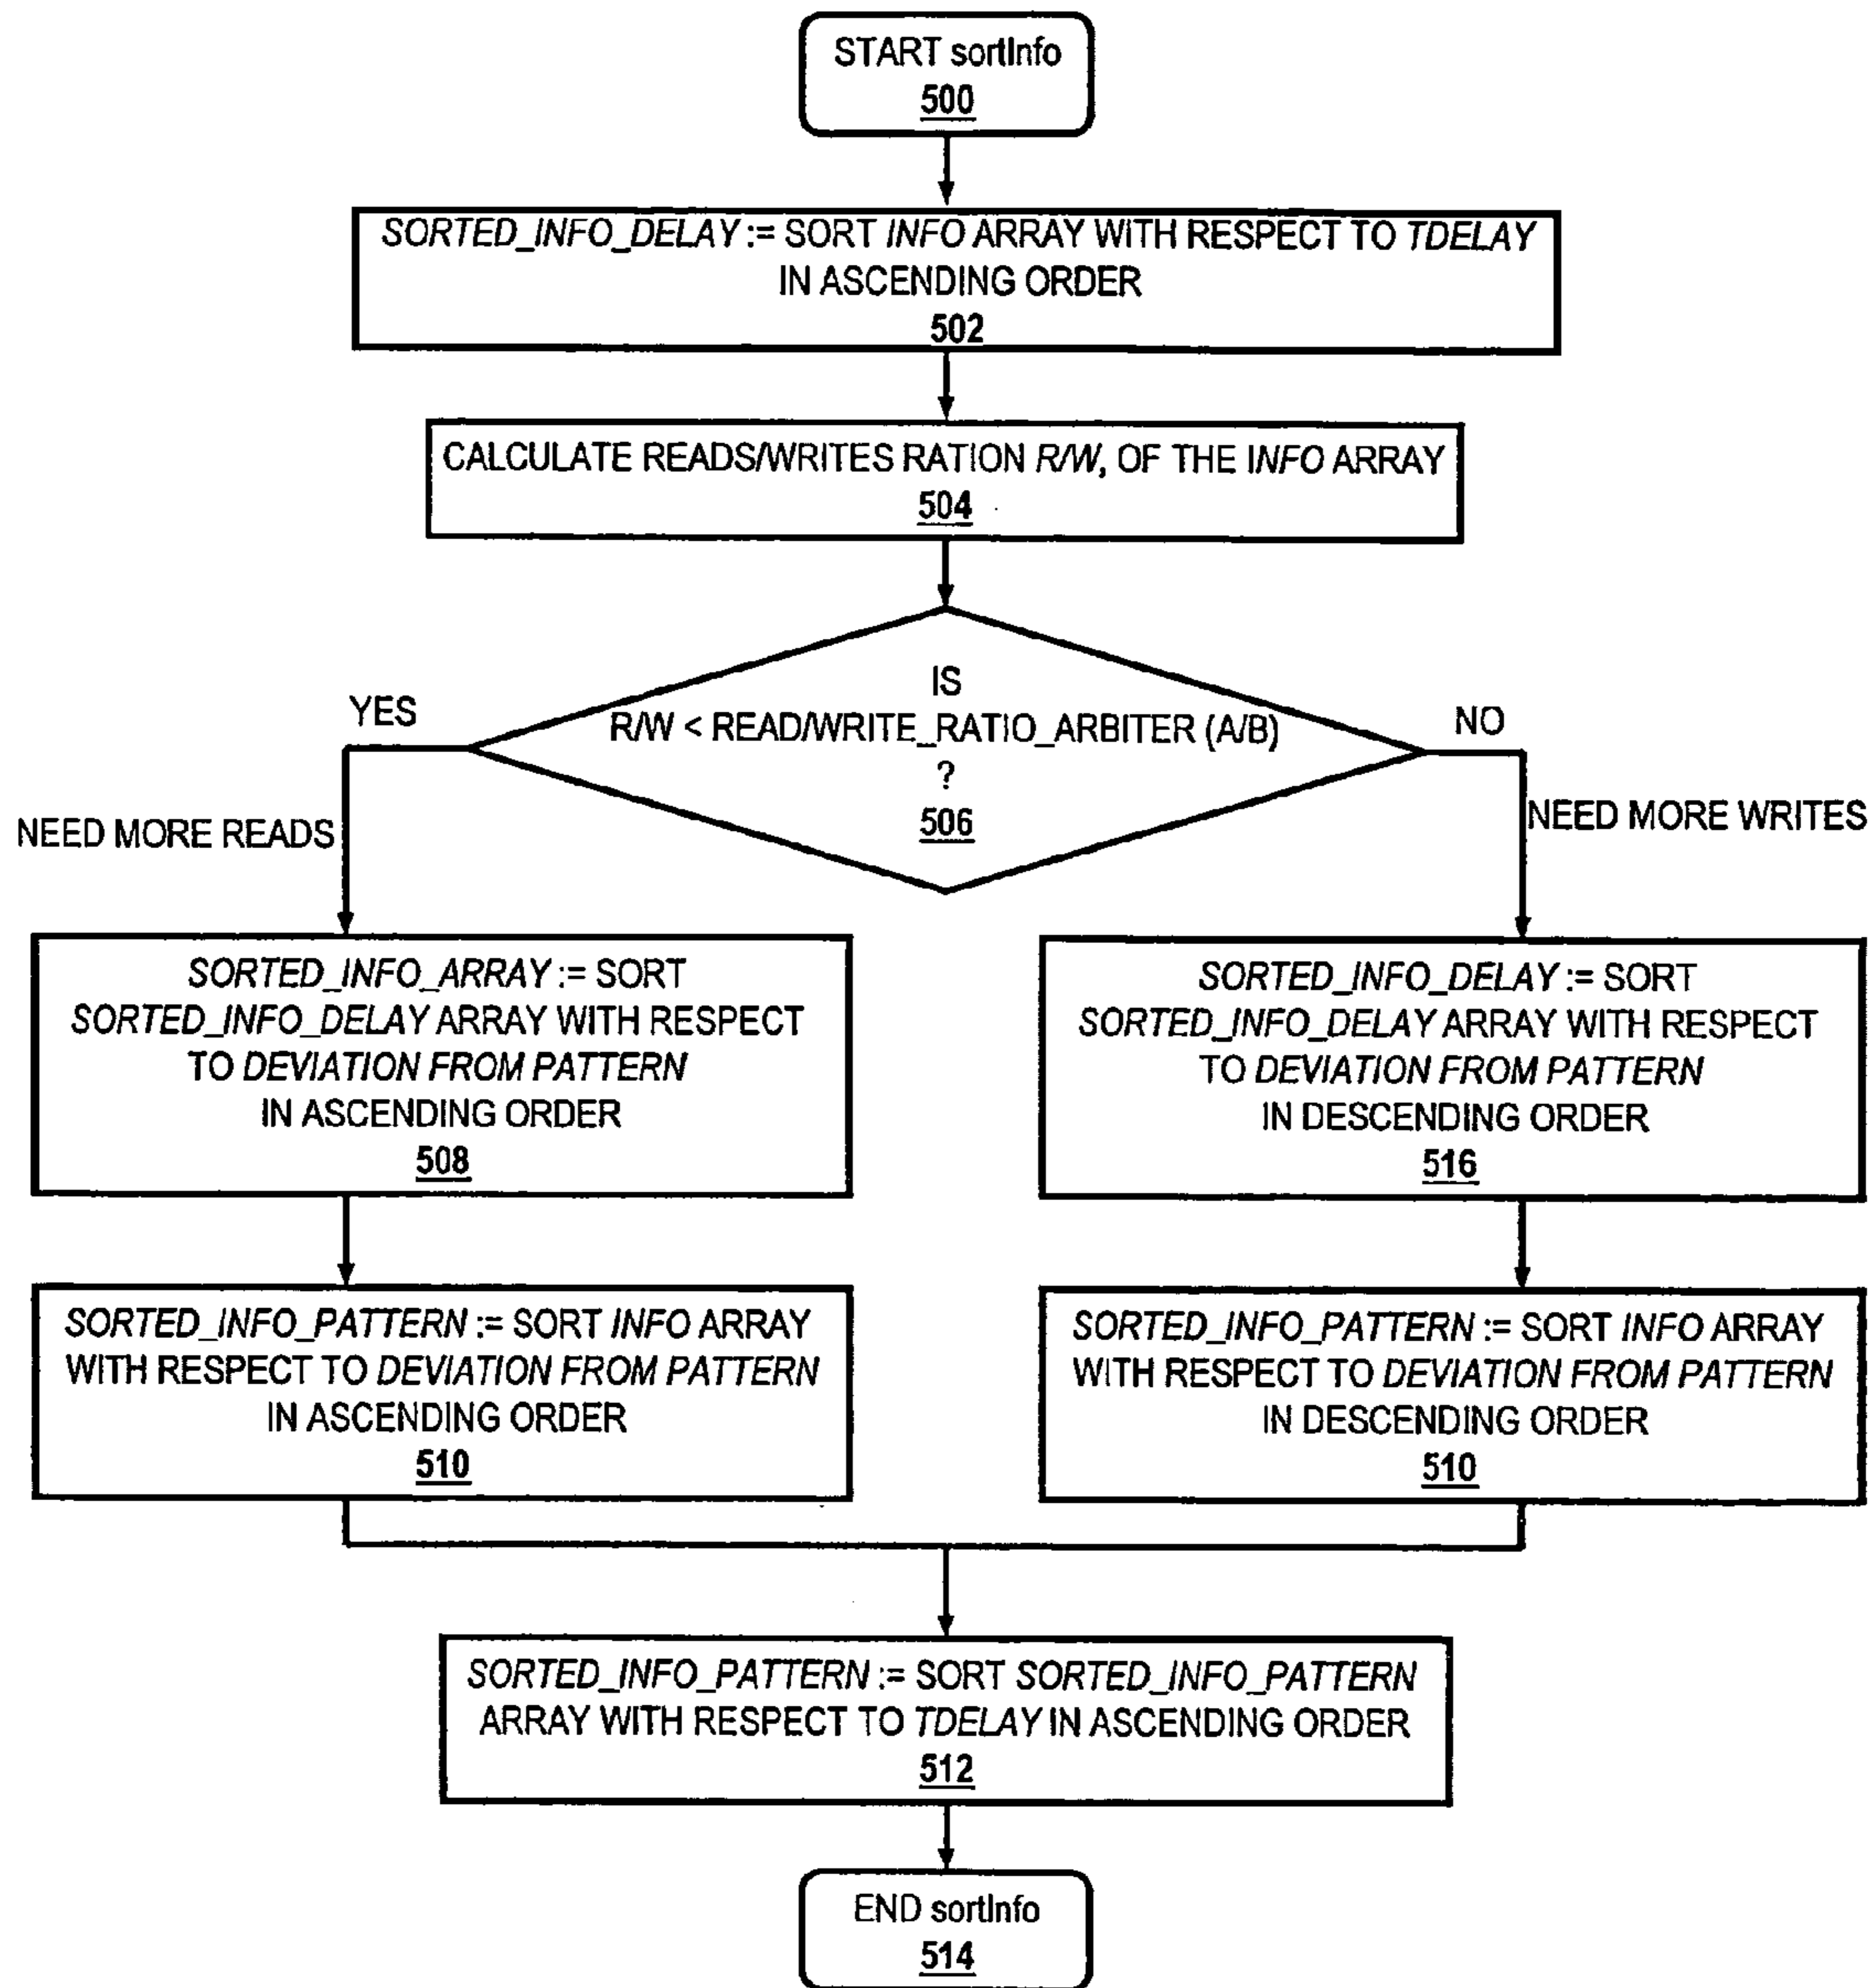 START sortInfo
500
SORTED_INFO_DELAY := SORT INFO ARRAY WITH RESPECT TO TDELAY
IN ASCENDING ORDER
502
CALCULATE READS/WRITES RATION R/W, OF THE INFO ARRAY
504
IS
R/W < READ/WRITE_RATIO_ARBITER (A/B)
?
506
YES
NEED MORE READS
NO
NEED MORE WRITES
SORTED_INFO_ARRAY := SORT
SORTED_INFO_DELAY ARRAY WITH RESPECT
TO DEVIATION FROM PATTERN
IN ASCENDING ORDER
508
SORTED_INFO_DELAY := SORT
SORTED_INFO_DELAY ARRAY WITH RESPECT
TO DEVIATION FROM PATTERN
IN DESCENDING ORDER
516
SORTED_INFO_PATTERN := SORT INFO ARRAY
WITH RESPECT TO DEVIATION FROM PATTERN
IN ASCENDING ORDER
510
SORTED_INFO_PATTERN := SORT INFO ARRAY
WITH RESPECT TO DEVIATION FROM PATTERN
IN DESCENDING ORDER
510
SORTED_INFO_PATTERN := SORT SORTED_INFO_PATTERN
ARRAY WITH RESPECT TO TDELAY IN ASCENDING ORDER
512
END sortInfo
514